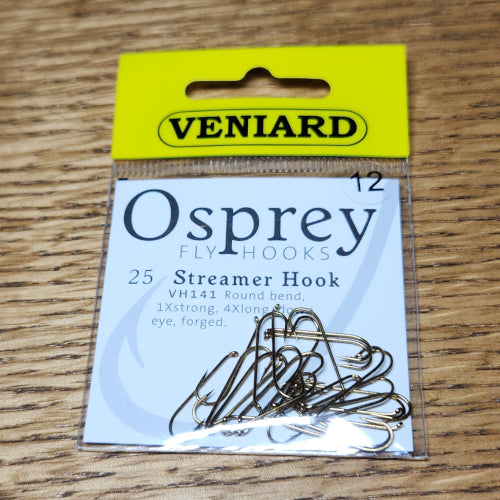 VENIARD
12
Osprey
FLY HOOKS
25 Streamer Hook
VH141 Round bend,
1Xstrong, 4Xlong,
eye, forged.